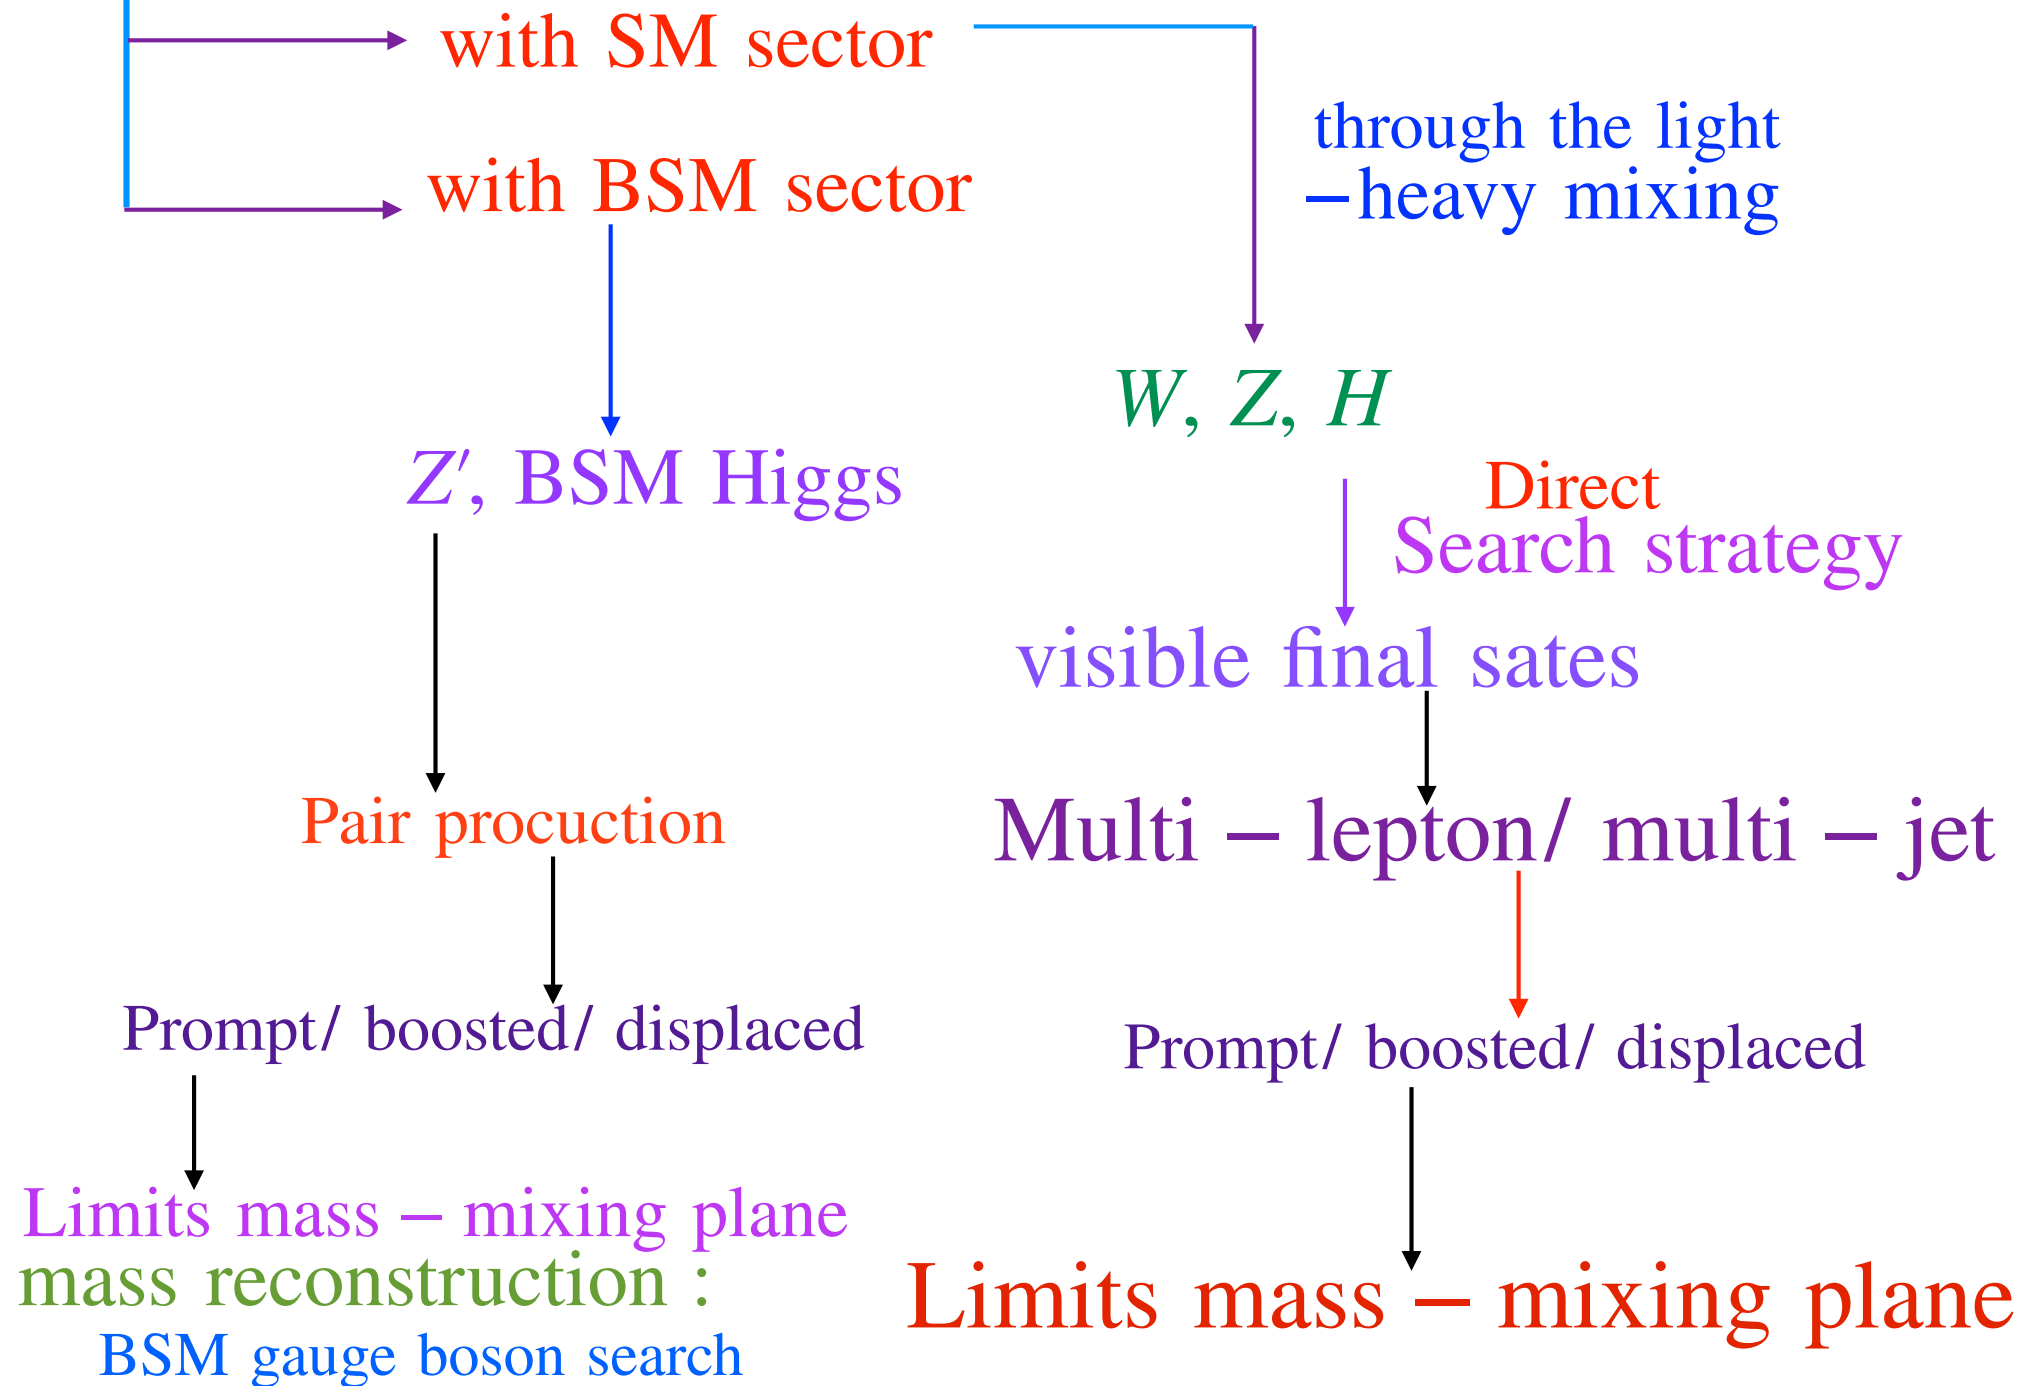 with SM sector
with BSM sector
through the light
−heavy mixing
W, Z, H
Z′, BSM Higgs
Direct
Search strategy
visible final sates
Pair procuction
Multi − lepton/ multi − jet
Prompt/ boosted/ displaced
Prompt/ boosted/ displaced
Limits mass − mixing plane
mass reconstruction :
BSM gauge boson search
Limits mass − mixing plane